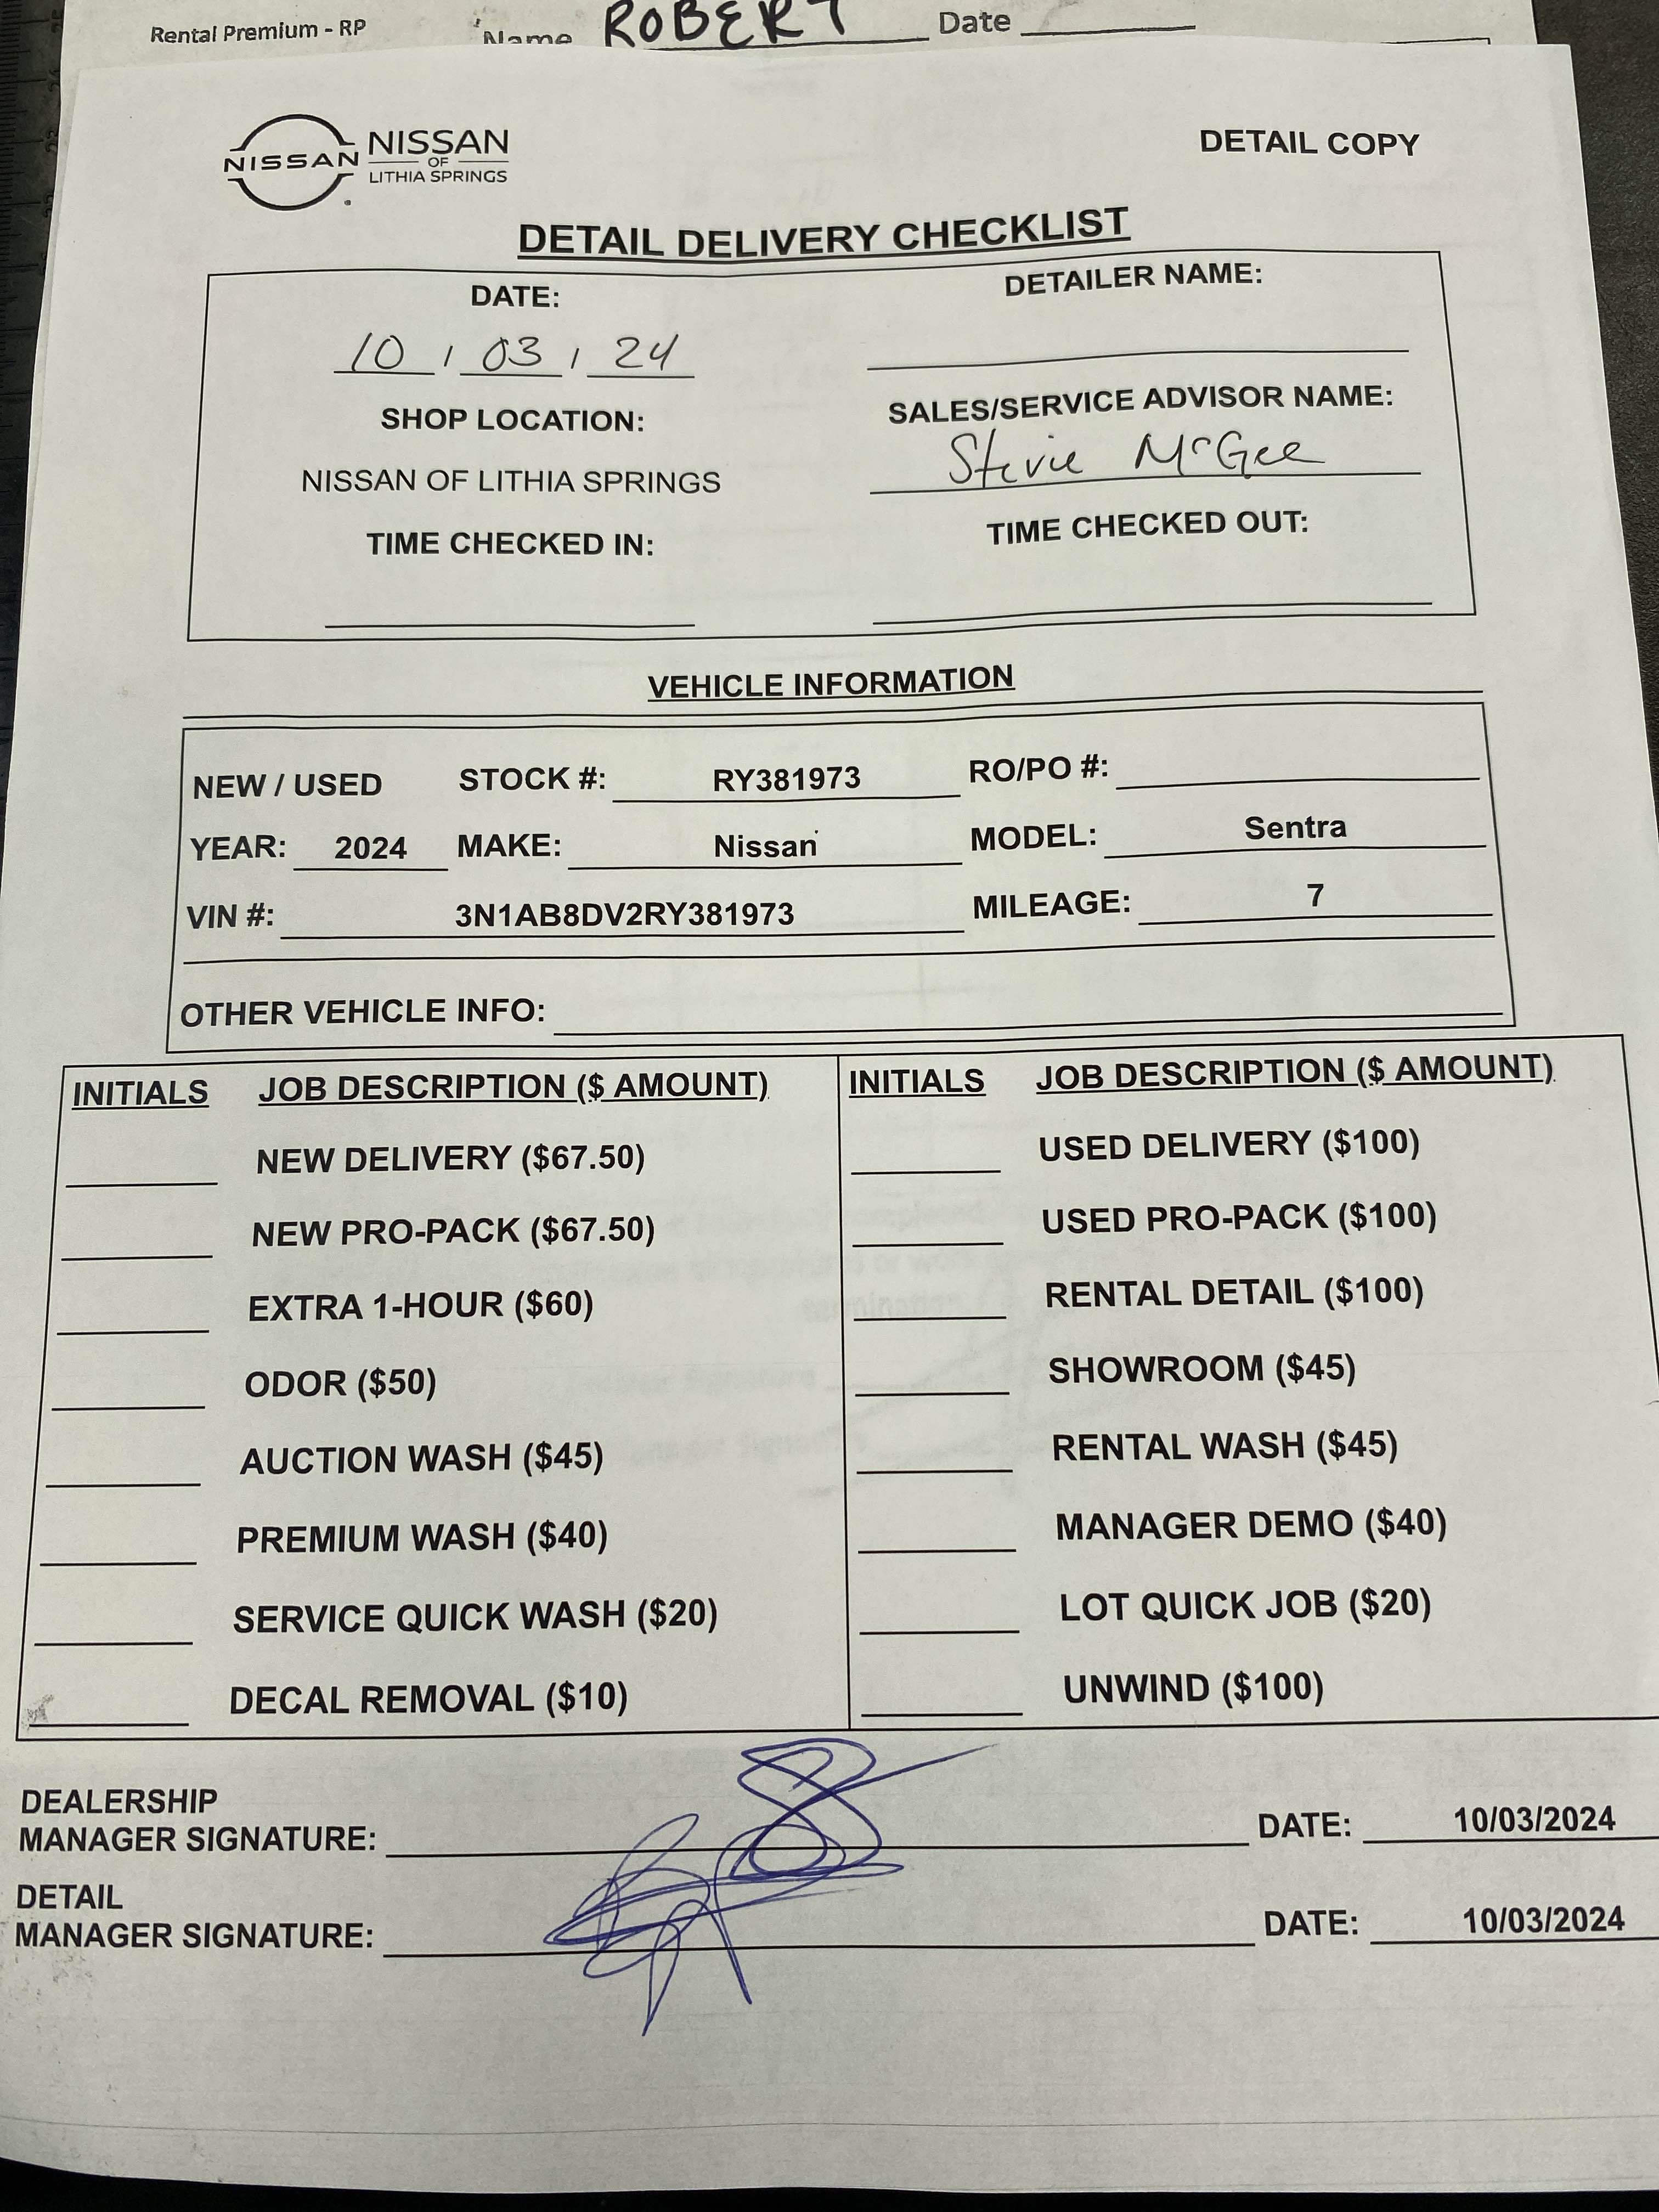 Rental Premium - RP Name ROBERT Date
NISSAN NISSAN
OF
LITHIA SPRINGS
DETAIL COPY
DETAIL DELIVERY CHECKLIST
DATE: DETAILER NAME:
10 / 03 / 24
SHOP LOCATION: SALES/SERVICE ADVISOR NAME:
NISSAN OF LITHIA SPRINGS Stevie McGee
TIME CHECKED IN: TIME CHECKED OUT:
VEHICLE INFORMATION
NEW / USED STOCK #: RY381973 RO/PO #:
YEAR: 2024 MAKE: Nissan MODEL: Sentra
VIN #: 3N1AB8DV2RY381973 MILEAGE: 7
OTHER VEHICLE INFO:
INITIALS JOB DESCRIPTION ($ AMOUNT) INITIALS JOB DESCRIPTION ($ AMOUNT)
NEW DELIVERY ($67.50) USED DELIVERY ($100)
NEW PRO-PACK ($67.50) USED PRO-PACK ($100)
EXTRA 1-HOUR ($60) RENTAL DETAIL ($100)
ODOR ($50) SHOWROOM ($45)
AUCTION WASH ($45) RENTAL WASH ($45)
PREMIUM WASH ($40) MANAGER DEMO ($40)
SERVICE QUICK WASH ($20) LOT QUICK JOB ($20)
DECAL REMOVAL ($10) UNWIND ($100)
DEALERSHIP
MANAGER SIGNATURE: DATE: 10/03/2024
DETAIL
MANAGER SIGNATURE: DATE: 10/03/2024